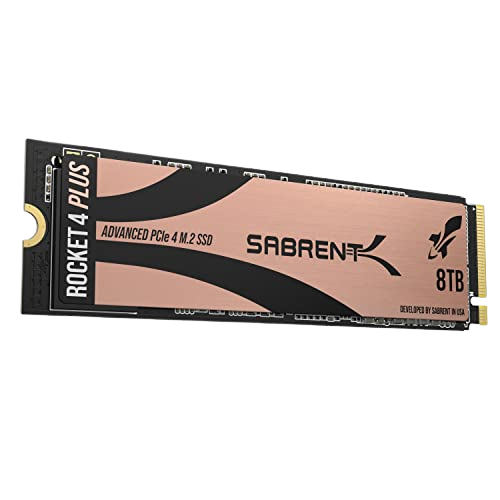 ROCKET 4 PLUS
ADVANCED PCIe 4 M.2 SSD
SABRENT
8TB
DEVELOPED BY SABRENT IN USA